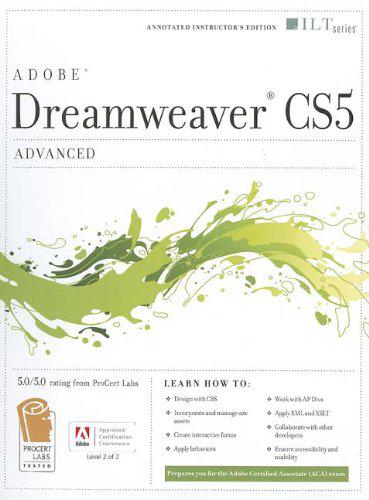 ANNOTATED INSTRUCTOR'S EDITION
ILT series
ADOBE®
Dreamweaver® CS5
ADVANCED
5.0/5.0 rating from ProCert Labs
PROCERT
LABS
TESTED
Adobe
Approved
Certification
Courseware
Level 2 of 2
LEARN HOW TO:
Design with CSS
Incorporate and manage site
assets
Create interactive forms
Apply behaviors
Work with AP Divs
Apply XML and XSLT
Collaborate with other
developers
Ensure accessibility and
usability
Prepares you for the Adobe Certified Associate (ACA) exam